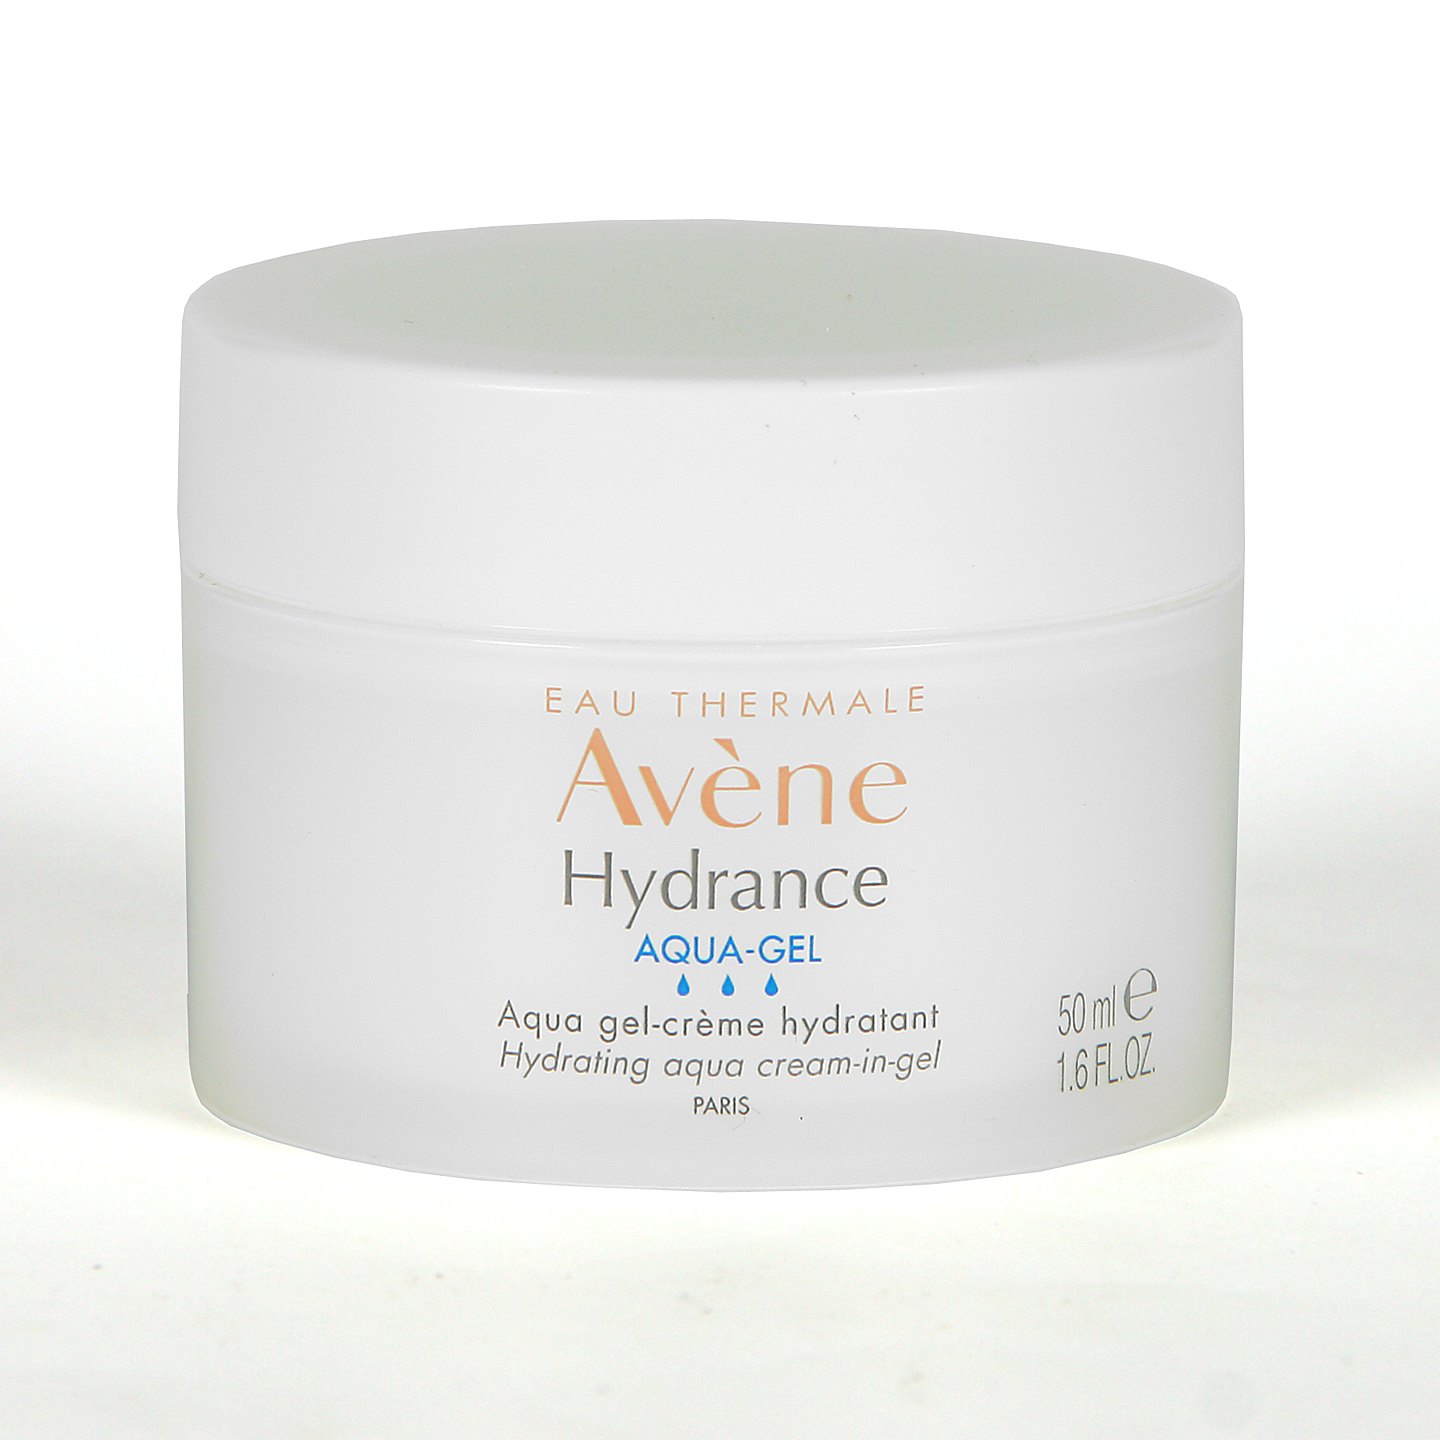 EAU THERMALE
Avène
Hydrance
AQUA-GEL
Aqua gel-crème hydratant
Hydrating aqua cream-in-gel
PARIS
50 ml ℮
1.6 FL.OZ.